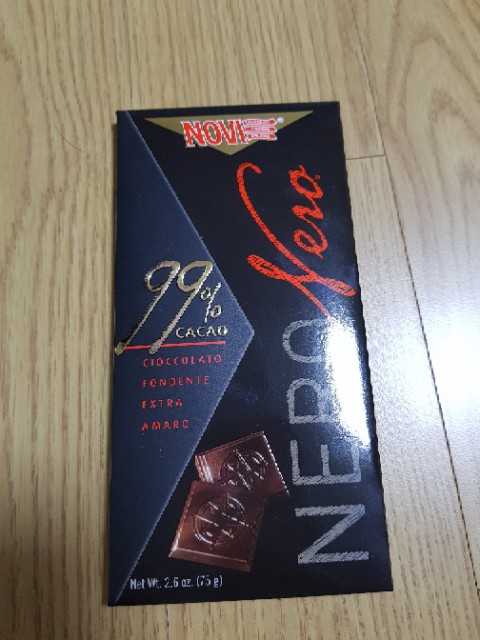 NOVI
Nero
99%
CACAO
CIOCCOLATO
FONDENTE
EXTRA
AMARO
NERO
Net Wt. 2.6 oz. (75 g)